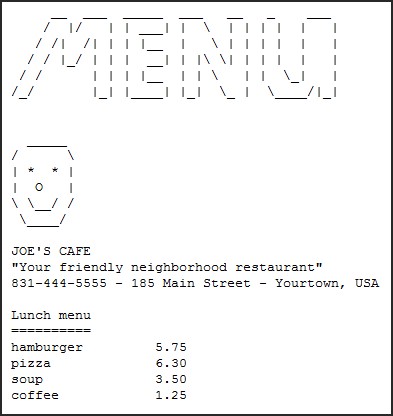 MENU
JOE'S CAFE
"Your friendly neighborhood restaurant"
831-444-5555 - 185 Main Street - Yourtown, USA
Lunch menu
==========
hamburger 5.75
pizza 6.30
soup 3.50
coffee 1.25